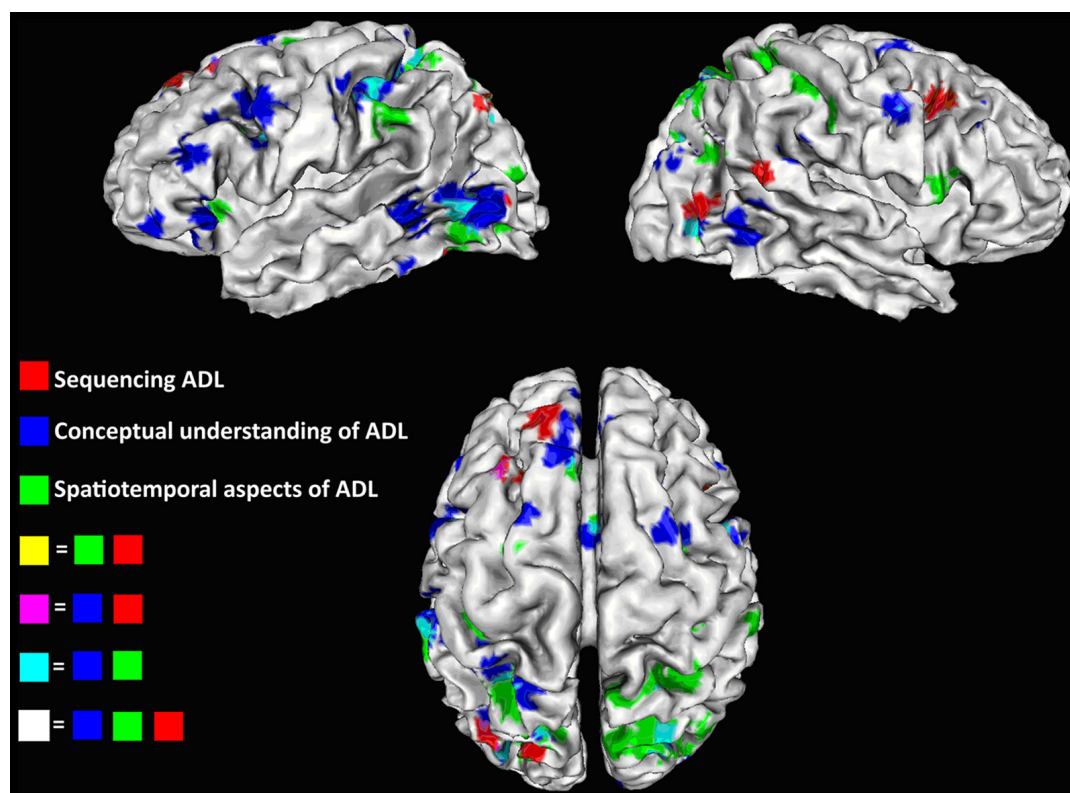 Sequencing ADL
Conceptual understanding of ADL
Spatiotemporal aspects of ADL
=
=
=
=